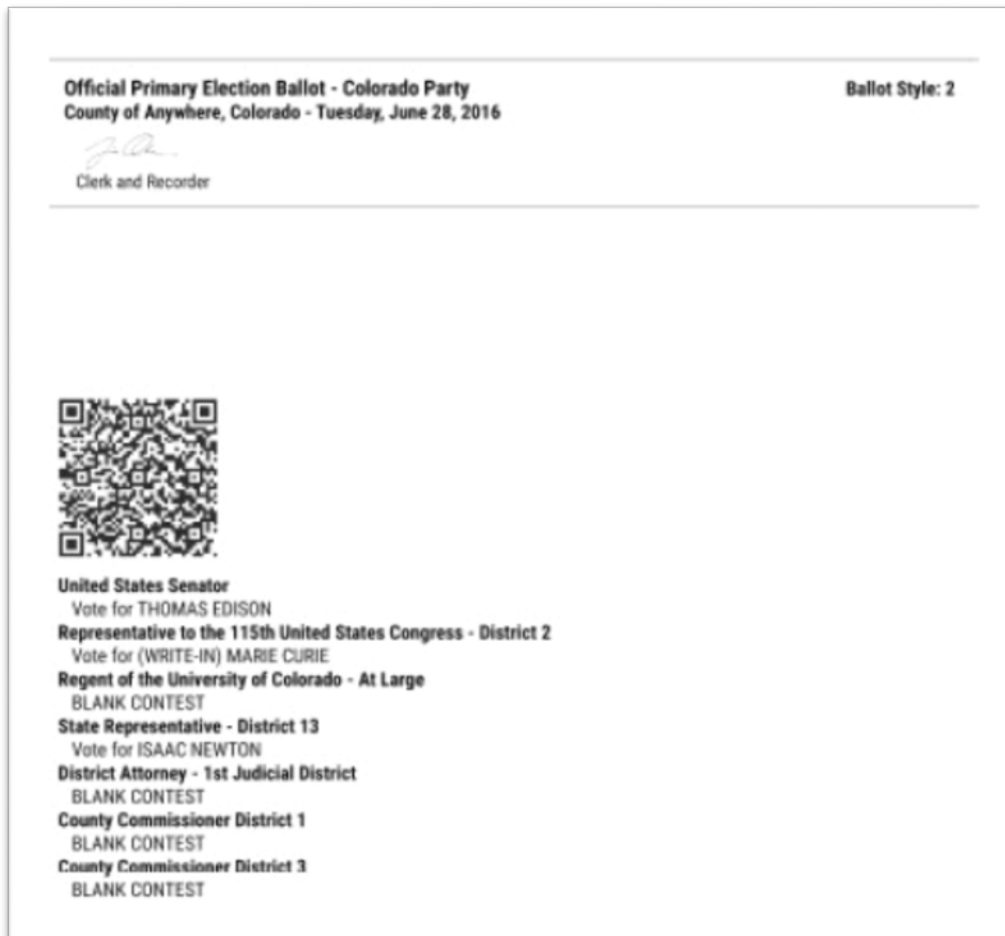 Official Primary Election Ballot - Colorado Party
Ballot Style: 2
County of Anywhere, Colorado - Tuesday, June 28, 2016
Clerk and Recorder
United States Senator
Vote for THOMAS EDISON
Representative to the 115th United States Congress - District 2
Vote for (WRITE-IN) MARIE CURIE
Regent of the University of Colorado - At Large
BLANK CONTEST
State Representative - District 13
Vote for ISAAC NEWTON
District Attorney - 1st Judicial District
BLANK CONTEST
County Commissioner District 1
BLANK CONTEST
County Commissioner District 3
BLANK CONTEST